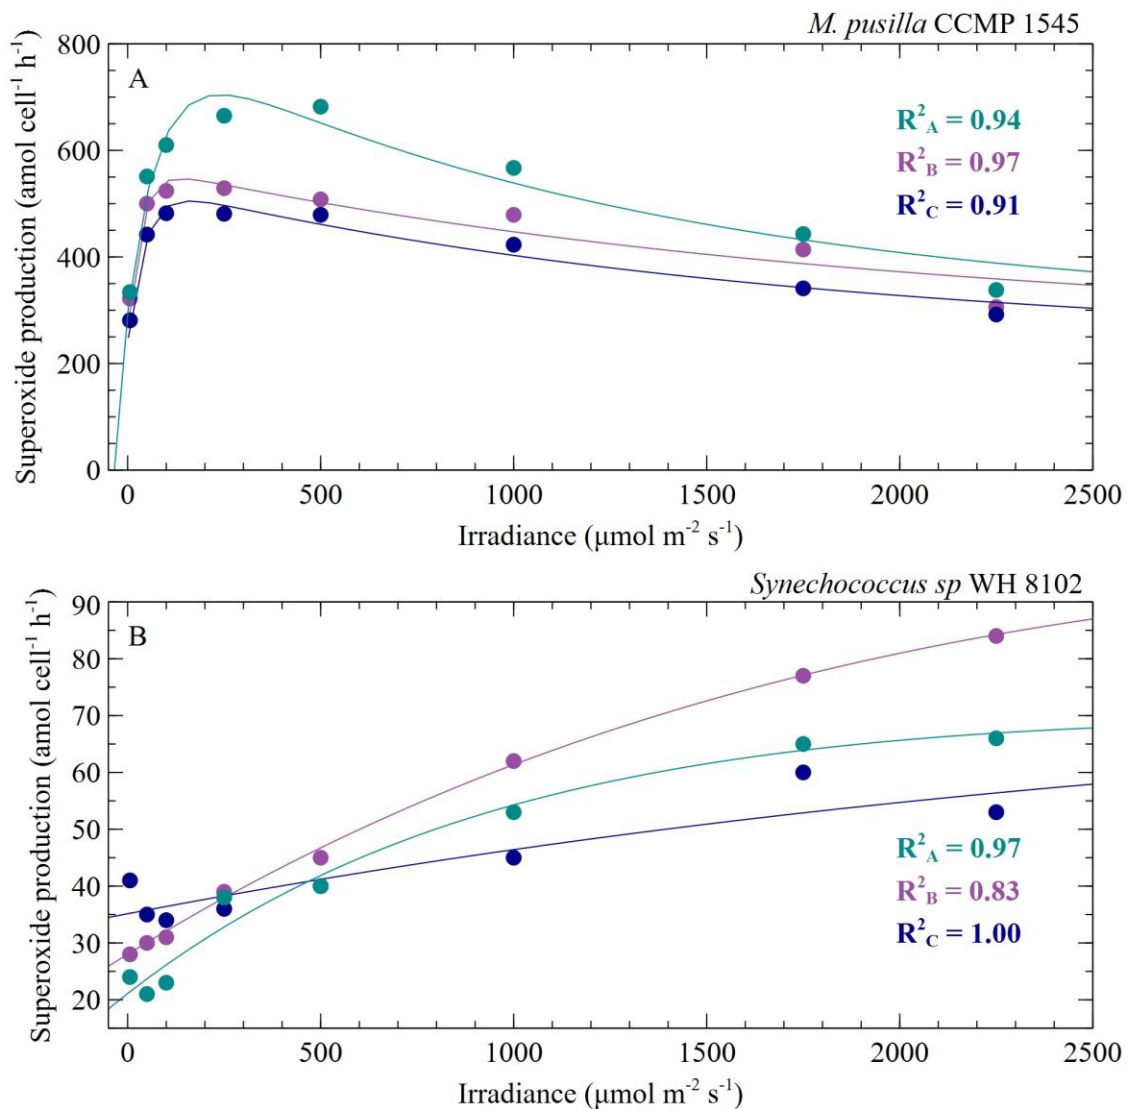 M. pusilla CCMP 1545
A
800
600
400
200
0
Superoxide production (amol cell⁻¹ h⁻¹)
R²A = 0.94
R²B = 0.97
R²C = 0.91
0 500 1000 1500 2000 2500
Irradiance (μmol m⁻² s⁻¹)
Synechococcus sp WH 8102
B
90
80
70
60
50
40
30
20
Superoxide production (amol cell⁻¹ h⁻¹)
R²A = 0.97
R²B = 0.83
R²C = 1.00
0 500 1000 1500 2000 2500
Irradiance (μmol m⁻² s⁻¹)